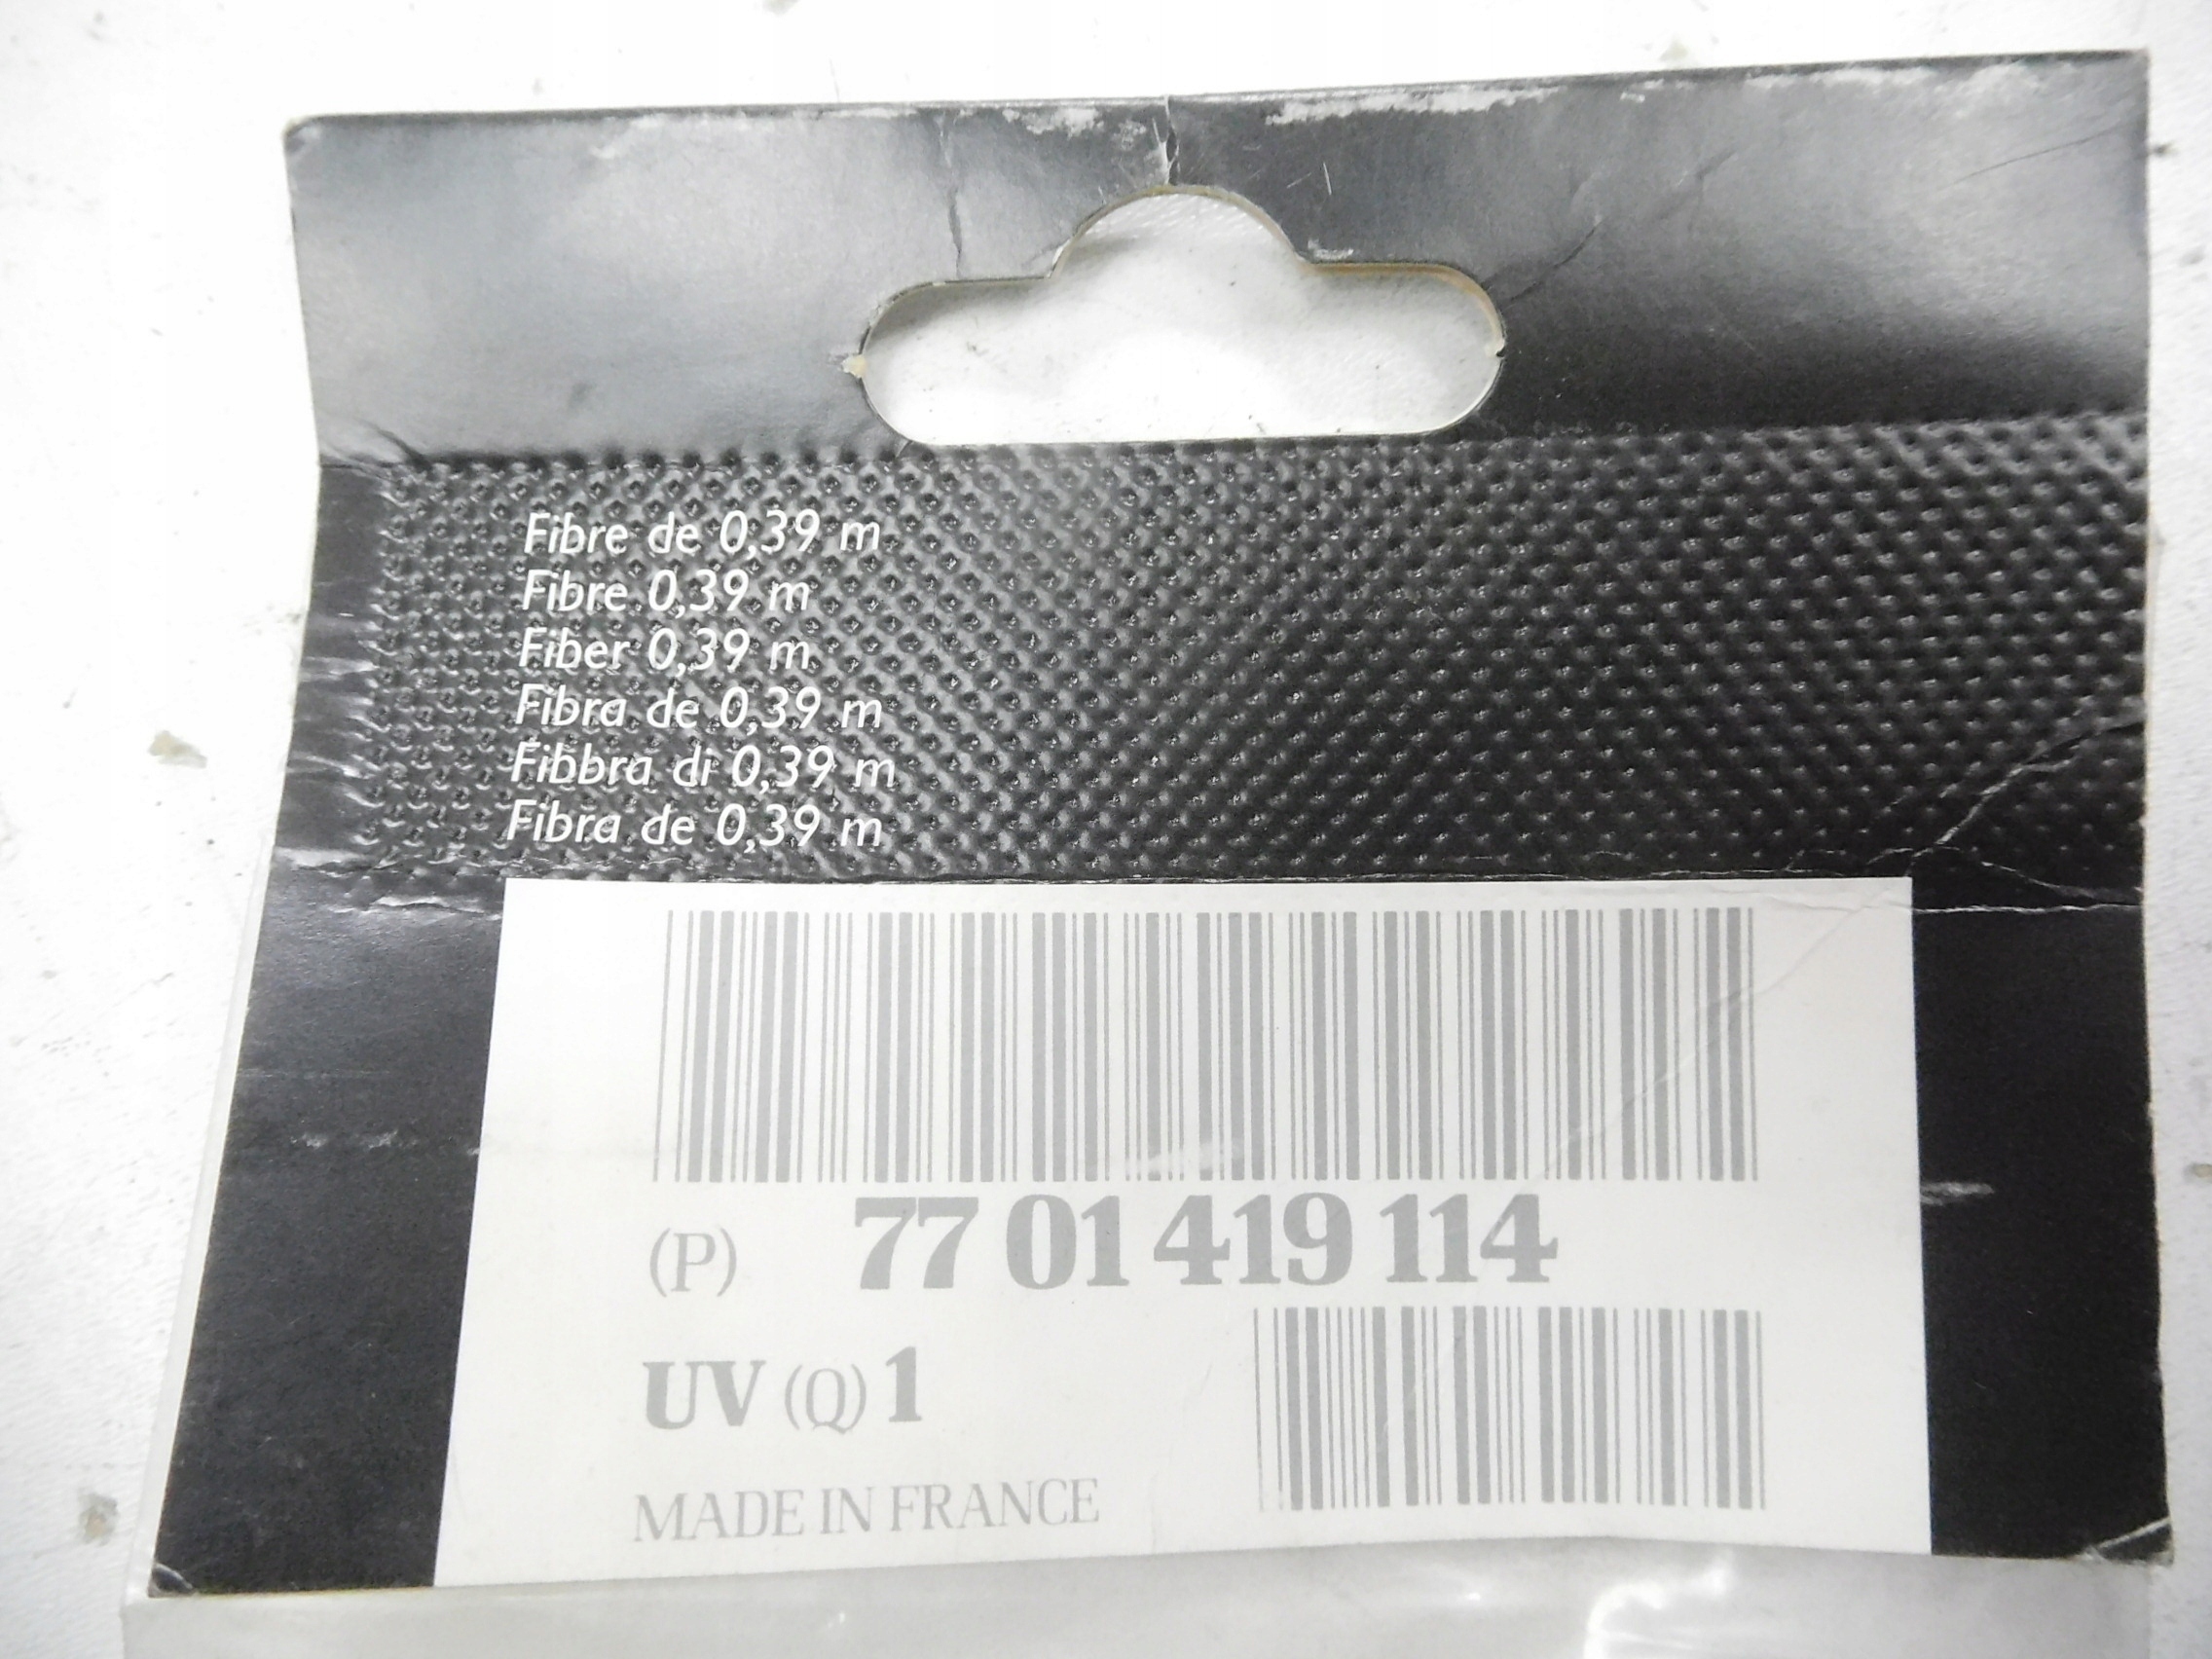 Fibre de 0,39 m
Fibre 0,39 m
Fiber 0,39 m
Fibra de 0,39 m
Fibbra di 0,39 m
Fibra de 0,39 m
(P) 77 01 419 114
UV (Q) 1
MADE IN FRANCE